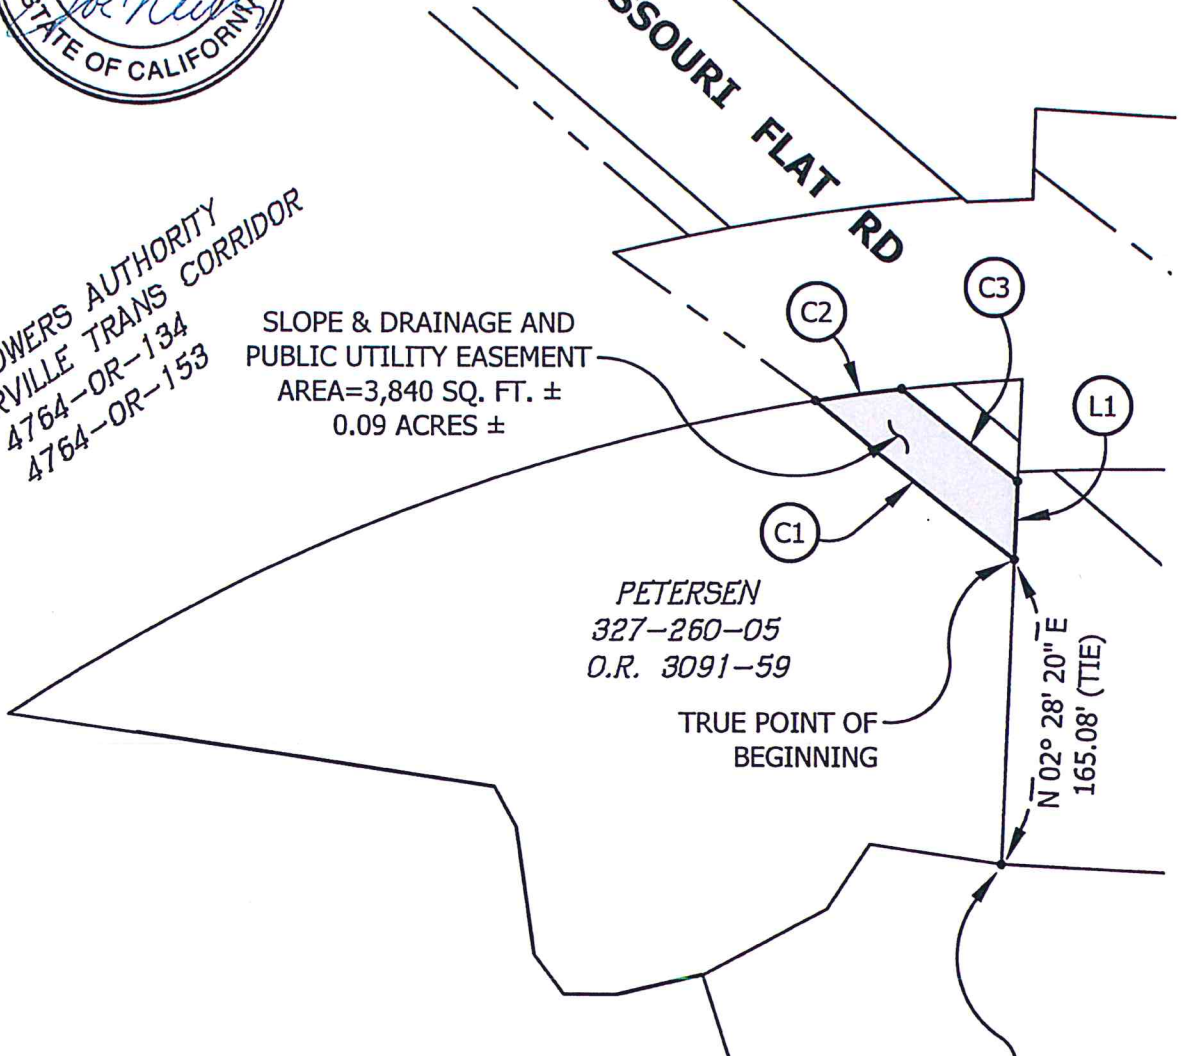 STATE OF CALIFORNIA
SSOURI FLAT RD
OWERS AUTHORITY
RVILLE TRANS CORRIDOR
4764-OR-134
4764-OR-153
SLOPE & DRAINAGE AND
PUBLIC UTILITY EASEMENT
AREA=3,840 SQ. FT. ±
0.09 ACRES ±
C2
C3
L1
C1
PETERSEN
327-260-05
O.R. 3091-59
TRUE POINT OF
BEGINNING
N 02° 28' 20" E
165.08' (TIE)